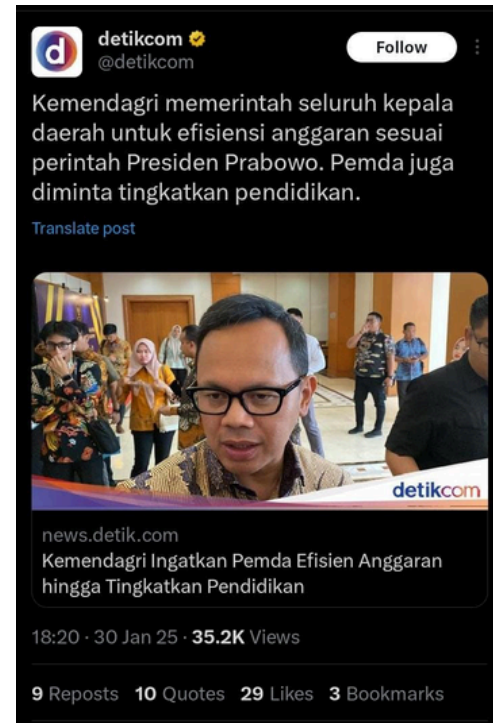 detikcom
@detikcom
Follow
Kemendagri memerintah seluruh kepala
daerah untuk efisiensi anggaran sesuai
perintah Presiden Prabowo. Pemda juga
diminta tingkatkan pendidikan.
Translate post
detikcom
news.detik.com
Kemendagri Ingatkan Pemda Efisien Anggaran
hingga Tingkatkan Pendidikan
18:20 · 30 Jan 25 · 35.2K Views
9 Reposts 10 Quotes 29 Likes 3 Bookmarks